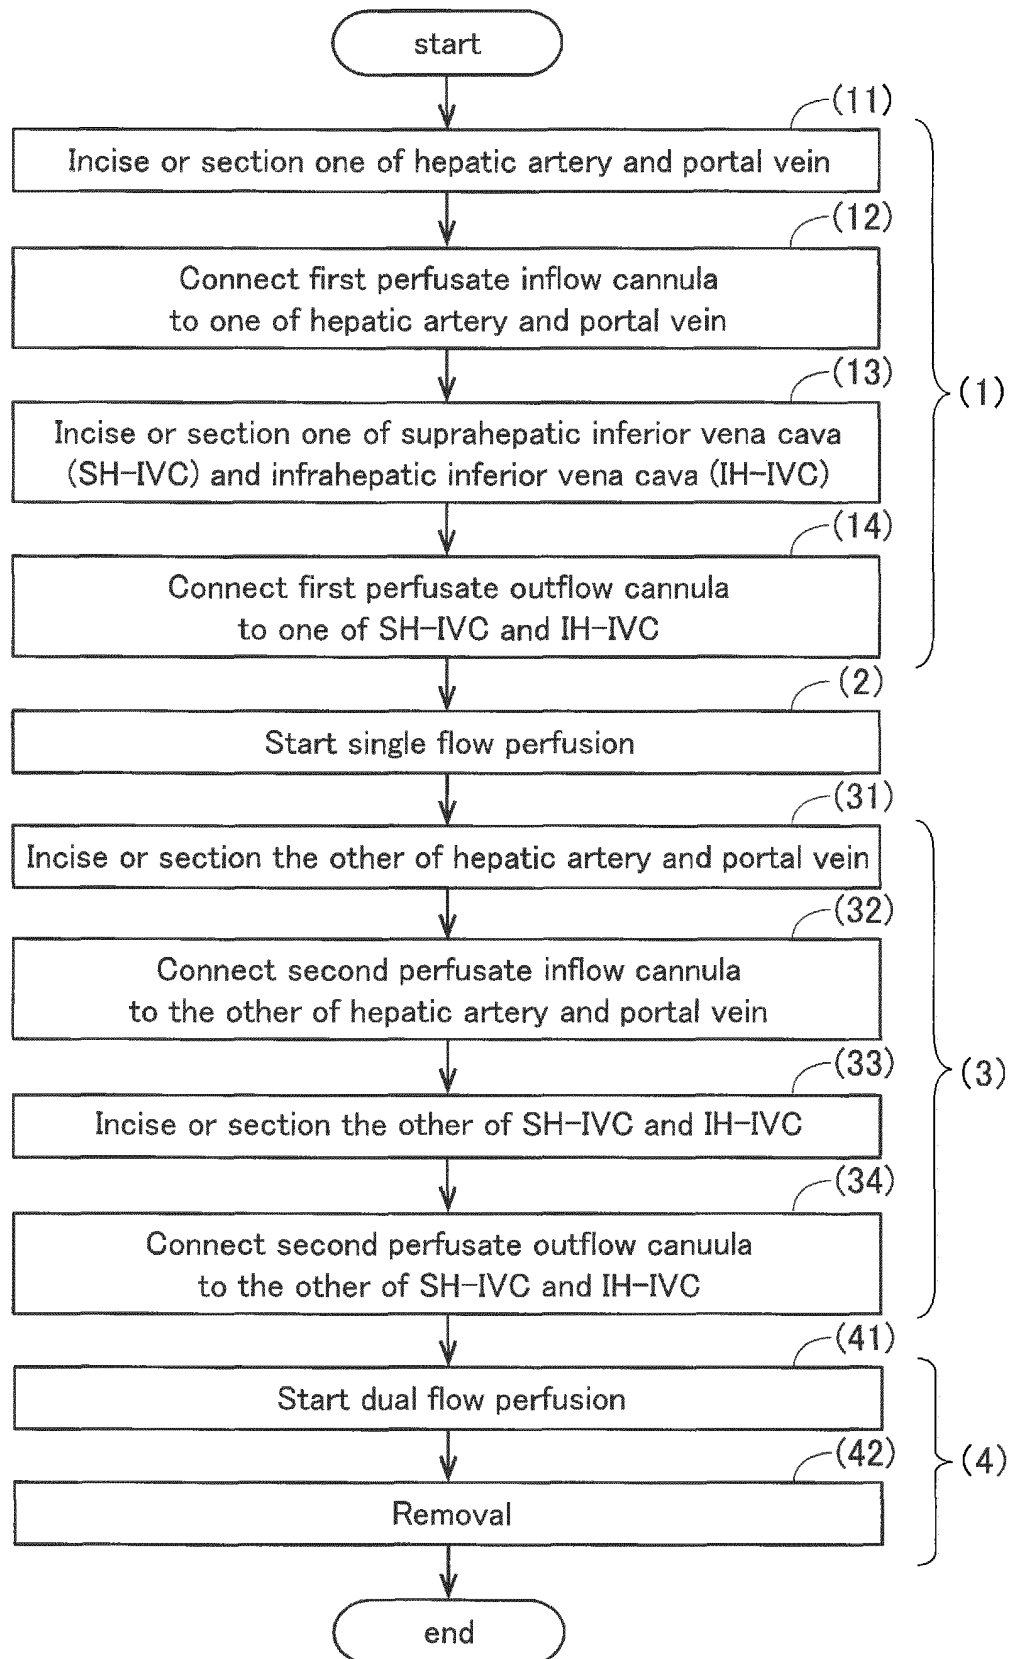 start
(11)
Incise or section one of hepatic artery and portal vein
(12)
Connect first perfusate inflow cannula
to one of hepatic artery and portal vein
(13)
Incise or section one of suprahepatic inferior vena cava
(SH-IVC) and infrahepatic inferior vena cava (IH-IVC)
(1)
(14)
Connect first perfusate outflow cannula
to one of SH-IVC and IH-IVC
(2)
Start single flow perfusion
(31)
Incise or section the other of hepatic artery and portal vein
(32)
Connect second perfusate inflow cannula
to the other of hepatic artery and portal vein
(33)
(3)
Incise or section the other of SH-IVC and IH-IVC
(34)
Connect second perfusate outflow canuula
to the other of SH-IVC and IH-IVC
(41)
Start dual flow perfusion
(42)
(4)
Removal
end